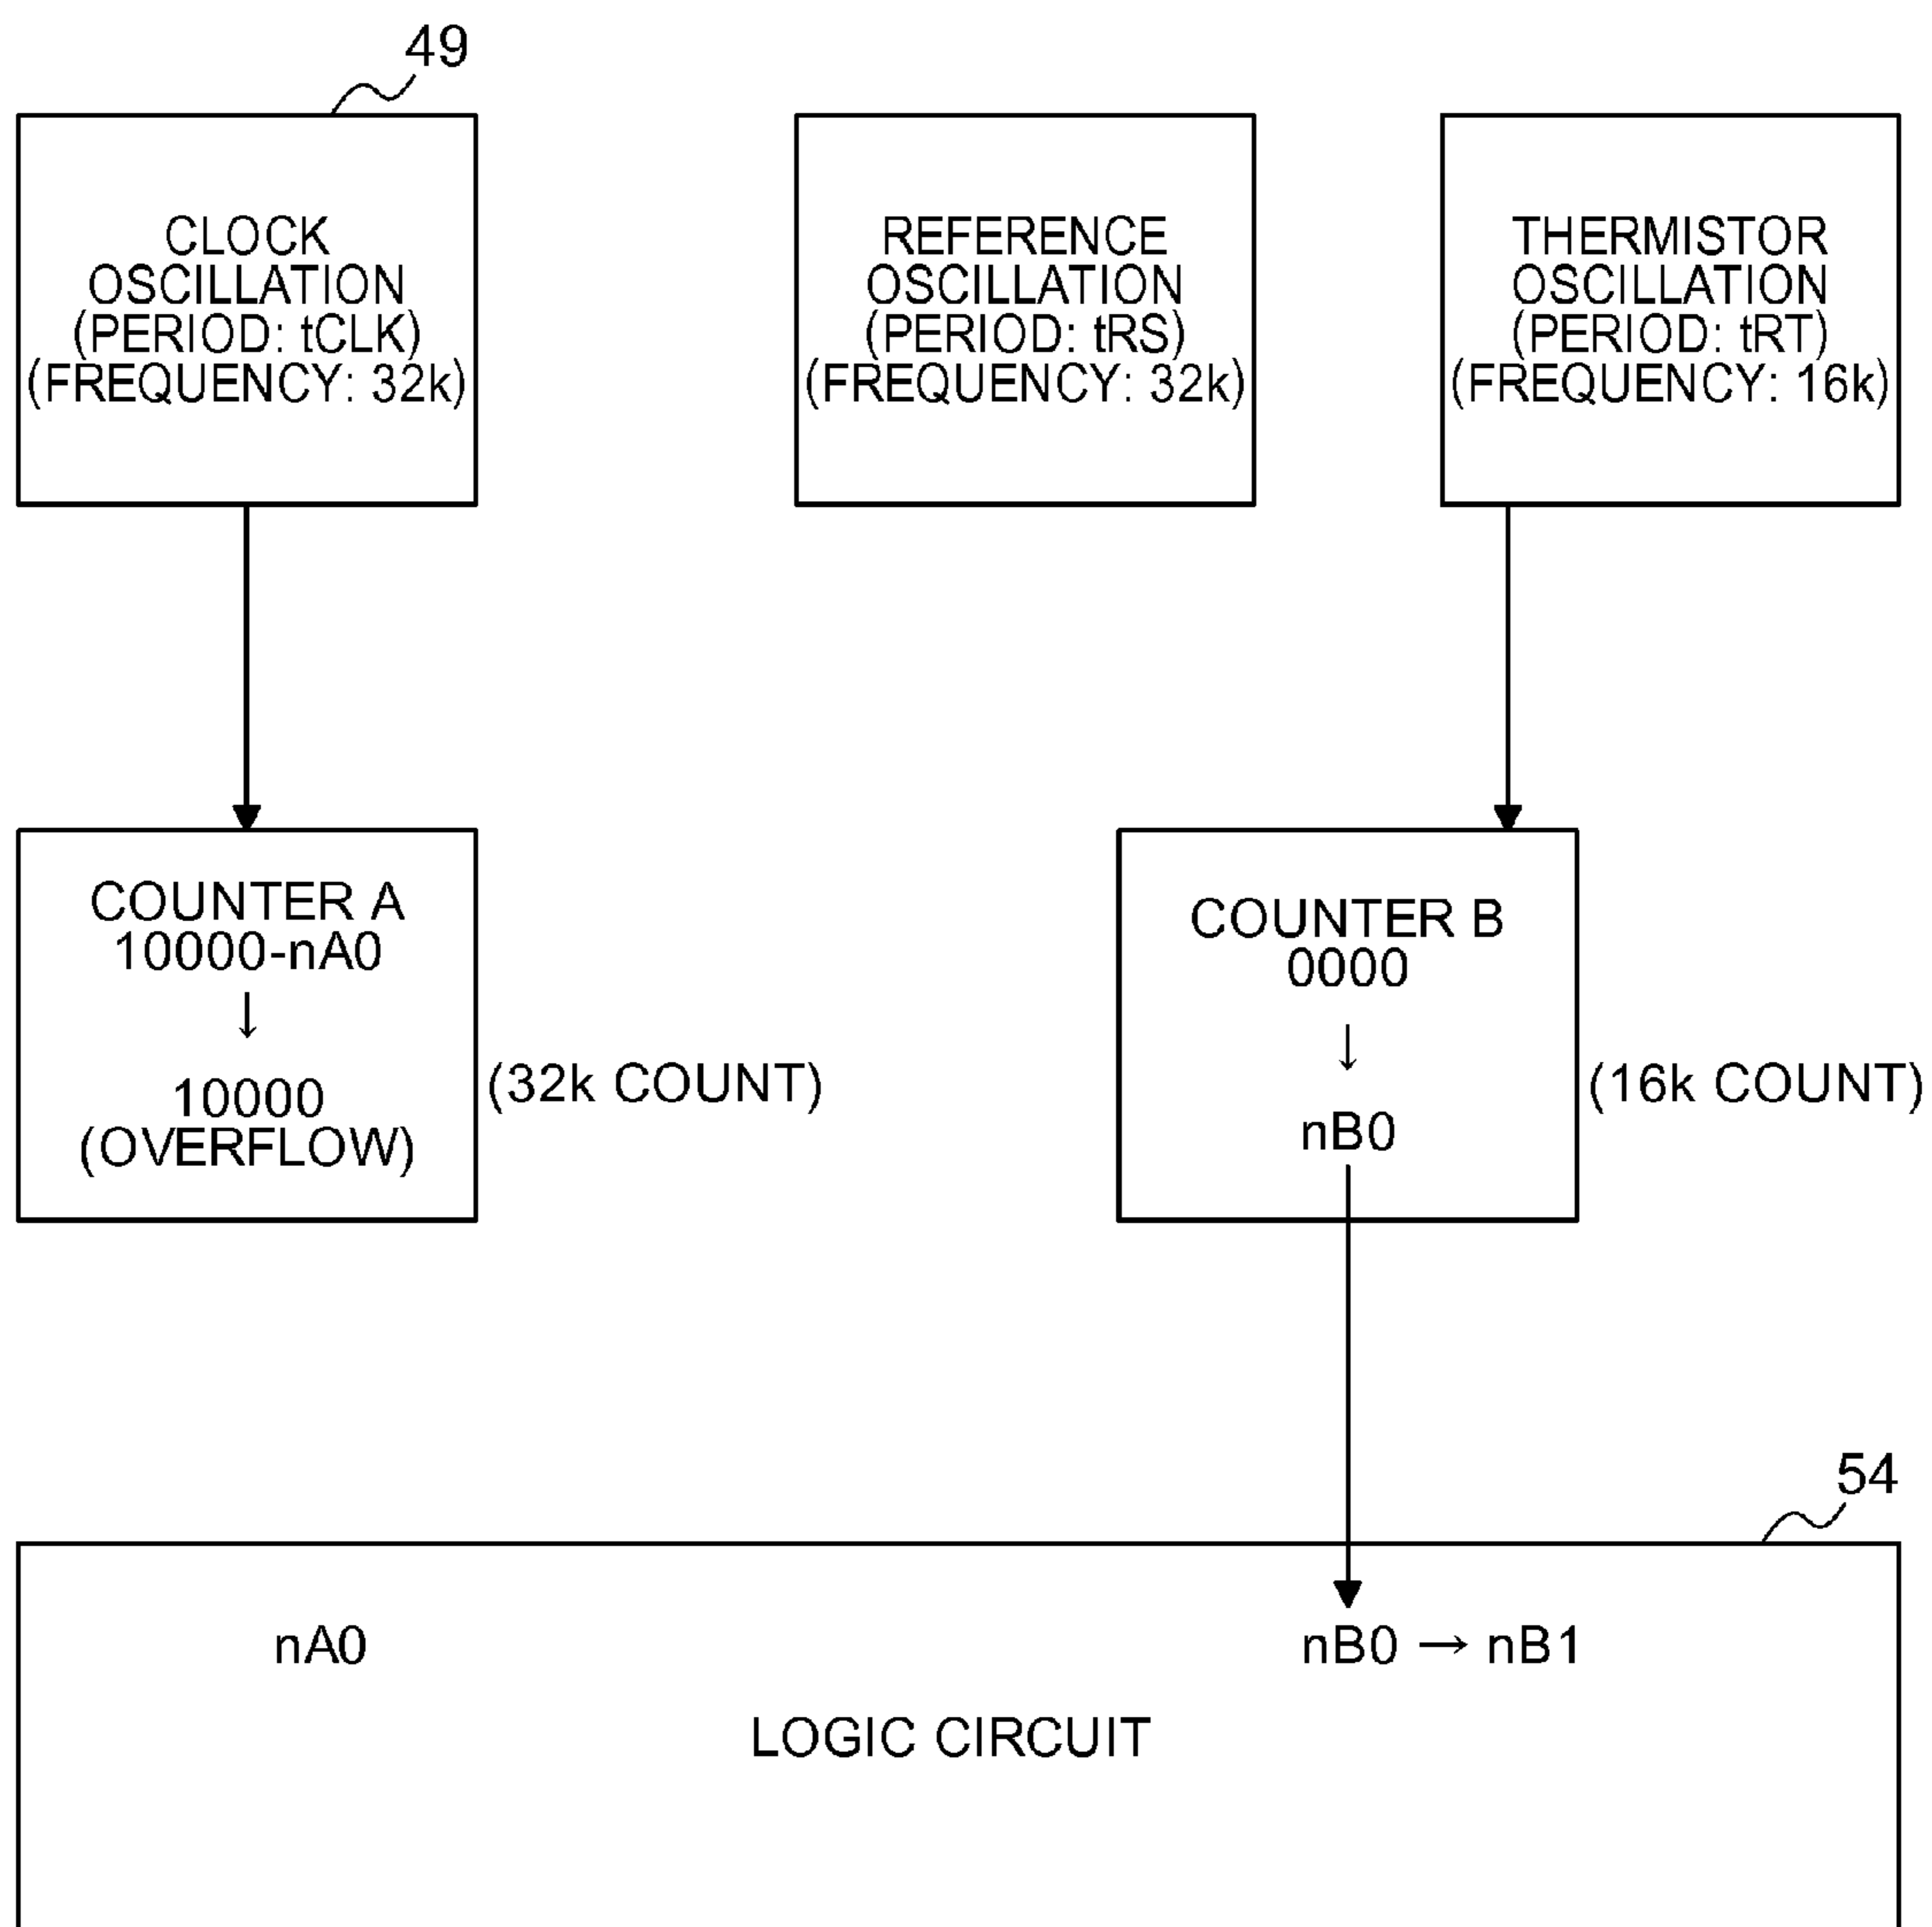 49
CLOCK
OSCILLATION
(PERIOD: tCLK)
(FREQUENCY: 32k)
REFERENCE
OSCILLATION
(PERIOD: tRS)
(FREQUENCY: 32k)
THERMISTOR
OSCILLATION
(PERIOD: tRT)
(FREQUENCY: 16k)
COUNTER A
10000-nA0
↓
10000
(OVERFLOW)
(32k COUNT)
COUNTER B
0000
↓
nB0
(16k COUNT)
54
nA0
nB0 → nB1
LOGIC CIRCUIT